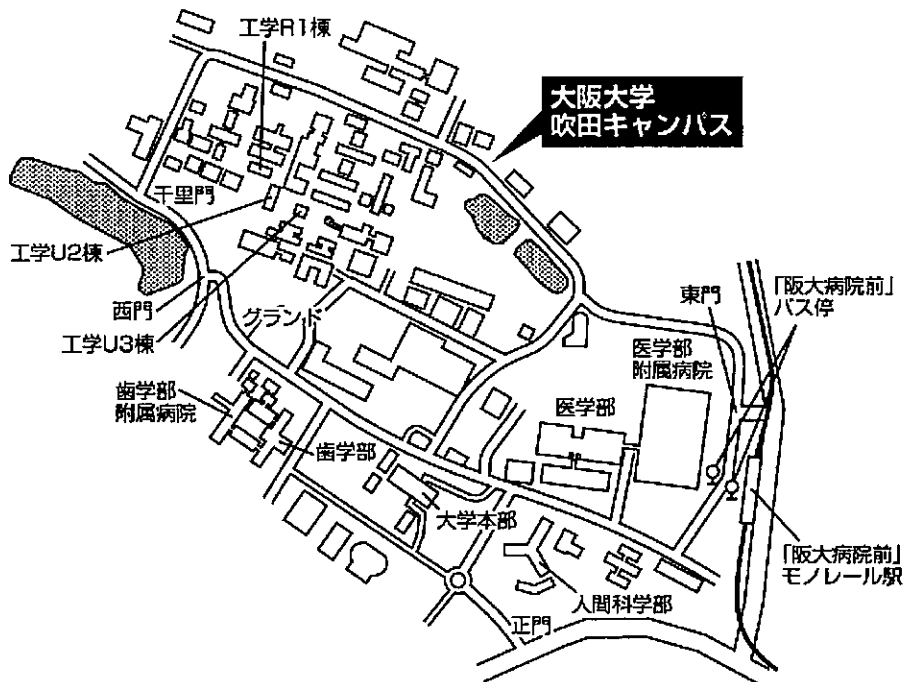 工学R1棟
大阪大学
吹田キャンパス
千里門
工学U2棟
西門
グランド
工学U3棟
東門
「阪大病院前」
バス停
医学部
附属病院
歯学部
附属病院
医学部
歯学部
大学本部
「阪大病院前」
モノレール駅
人間科学部
正門